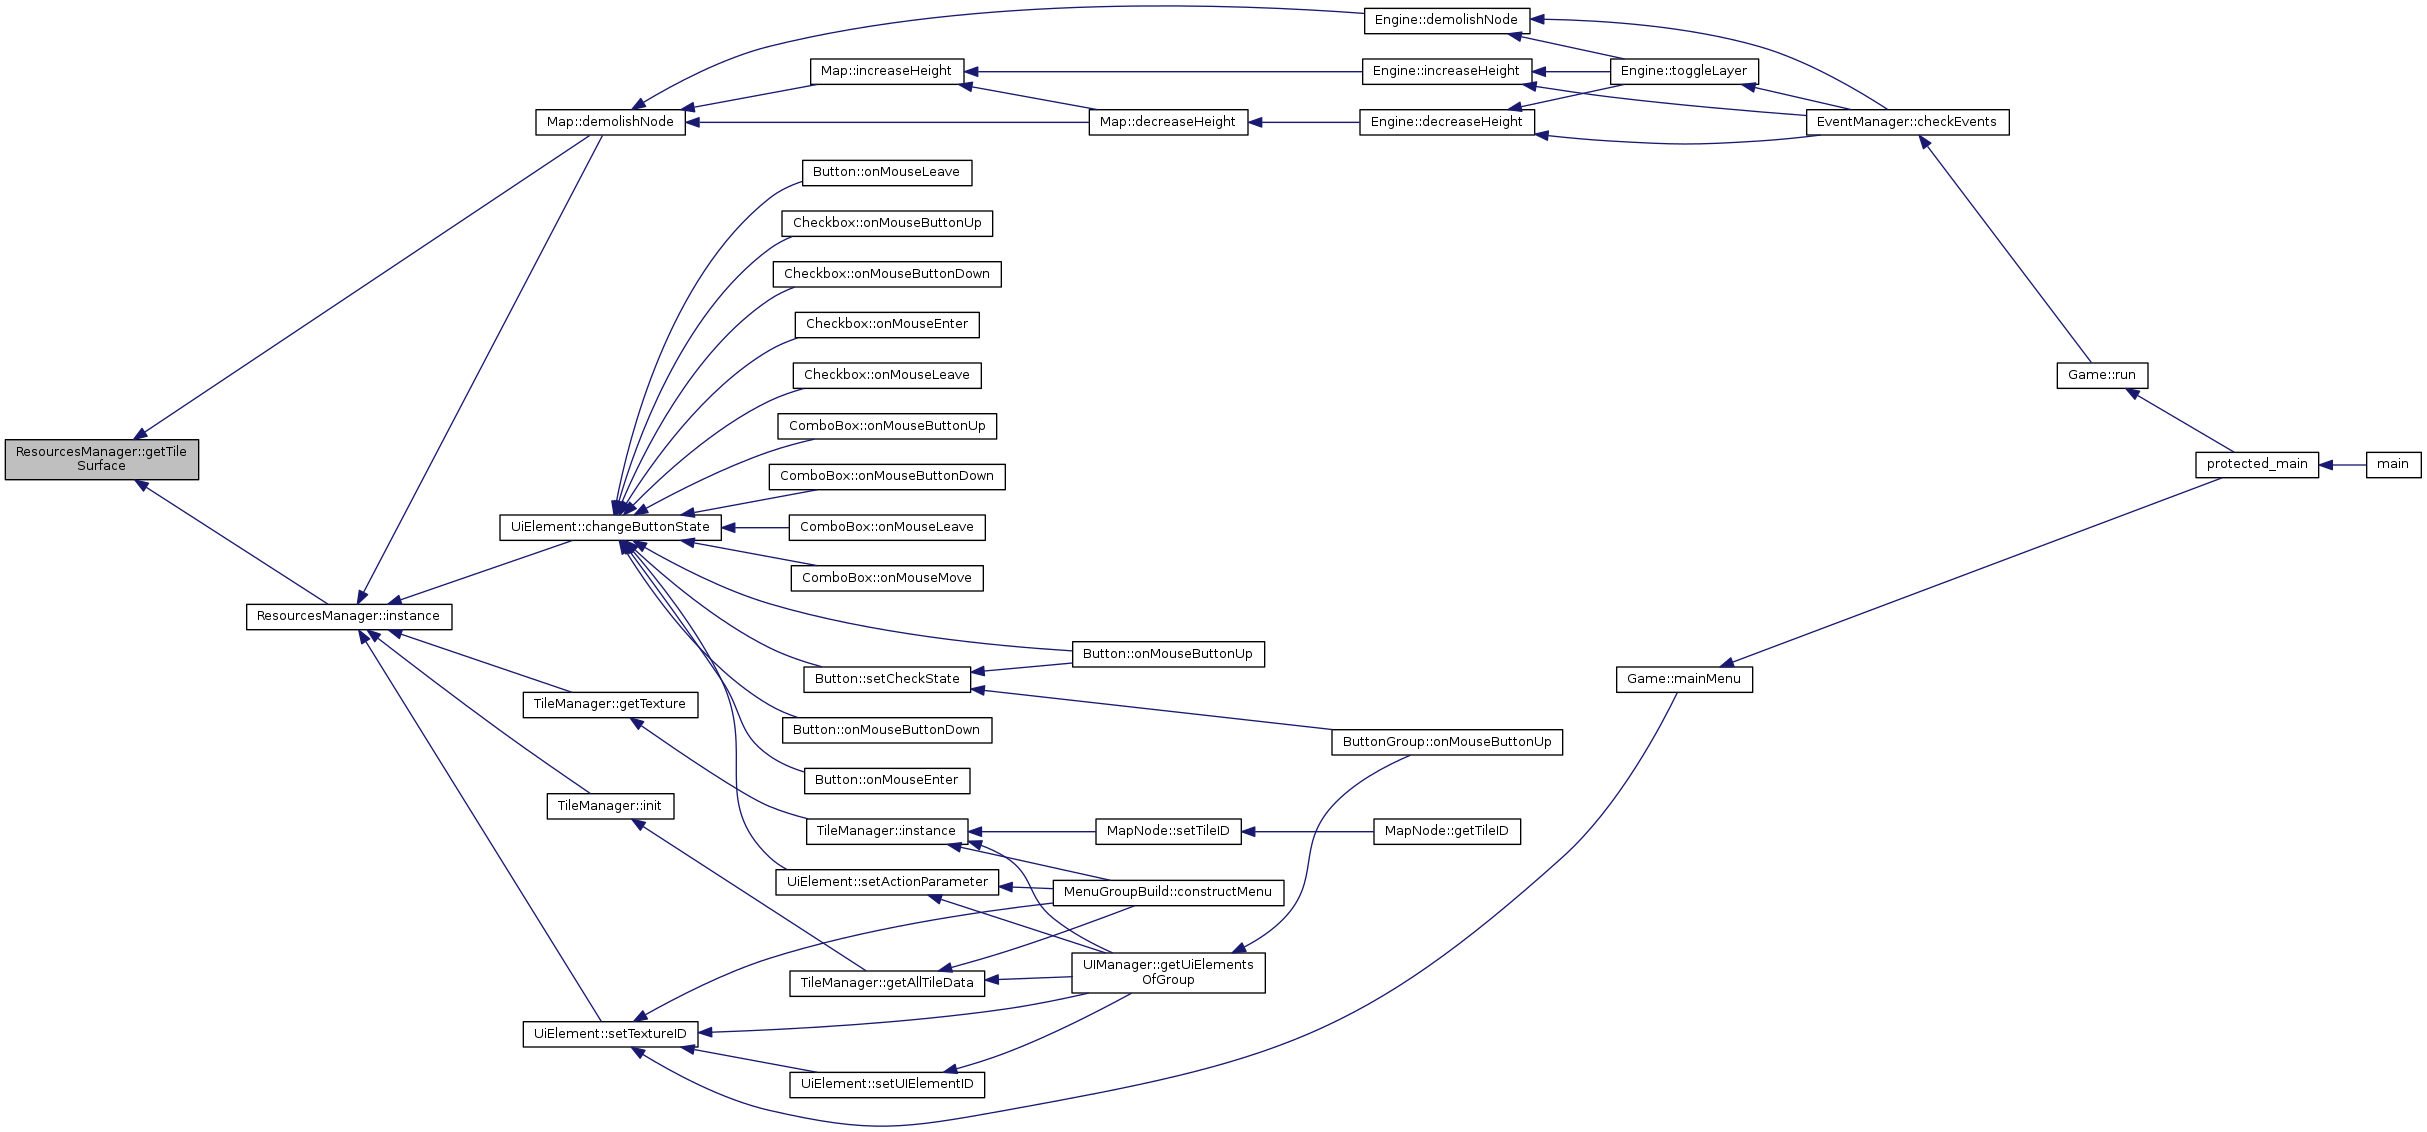 Engine::demolishNode
Map::increaseHeight
Engine::increaseHeight
Engine::toggleLayer
Map::demolishNode
Map::decreaseHeight
Engine::decreaseHeight
EventManager::checkEvents
Button::onMouseLeave
Checkbox::onMouseButtonUp
Checkbox::onMouseButtonDown
Checkbox::onMouseEnter
Checkbox::onMouseLeave
Game::run
ComboBox::onMouseButtonUp
ResourcesManager::getTile
Surface
ComboBox::onMouseButtonDown
protected_main
main
UiElement::changeButtonState
ComboBox::onMouseLeave
ComboBox::onMouseMove
ResourcesManager::instance
Button::onMouseButtonUp
Button::setCheckState
Game::mainMenu
TileManager::getTexture
Button::onMouseButtonDown
ButtonGroup::onMouseButtonUp
Button::onMouseEnter
TileManager::init
TileManager::instance
MapNode::setTileID
MapNode::getTileID
UiElement::setActionParameter
MenuGroupBuild::constructMenu
UIManager::getUiElements
OfGroup
TileManager::getAllTileData
UiElement::setTextureID
UiElement::setUIElementID